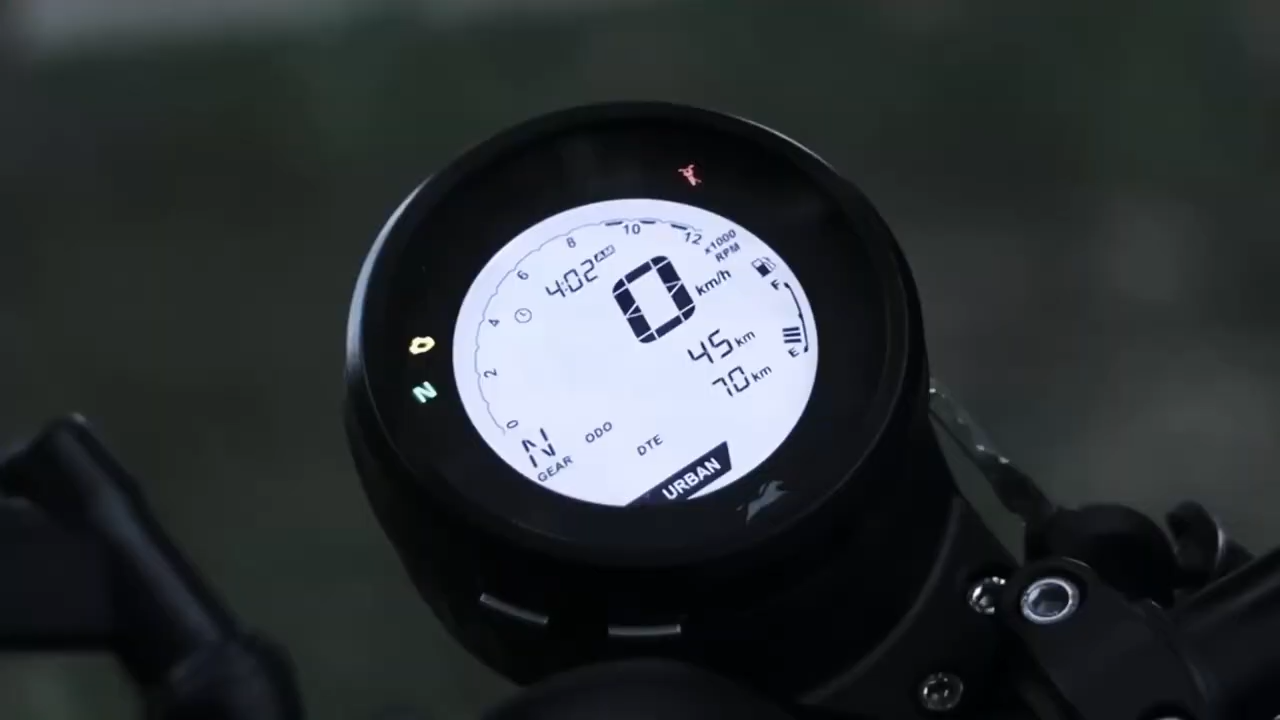 0 2 4 6 8 10 12
x1000
RPM
4:02 AM
0 km/h
F
E
45 km
70 km
N
N
GEAR
ODO
DTE
URBAN